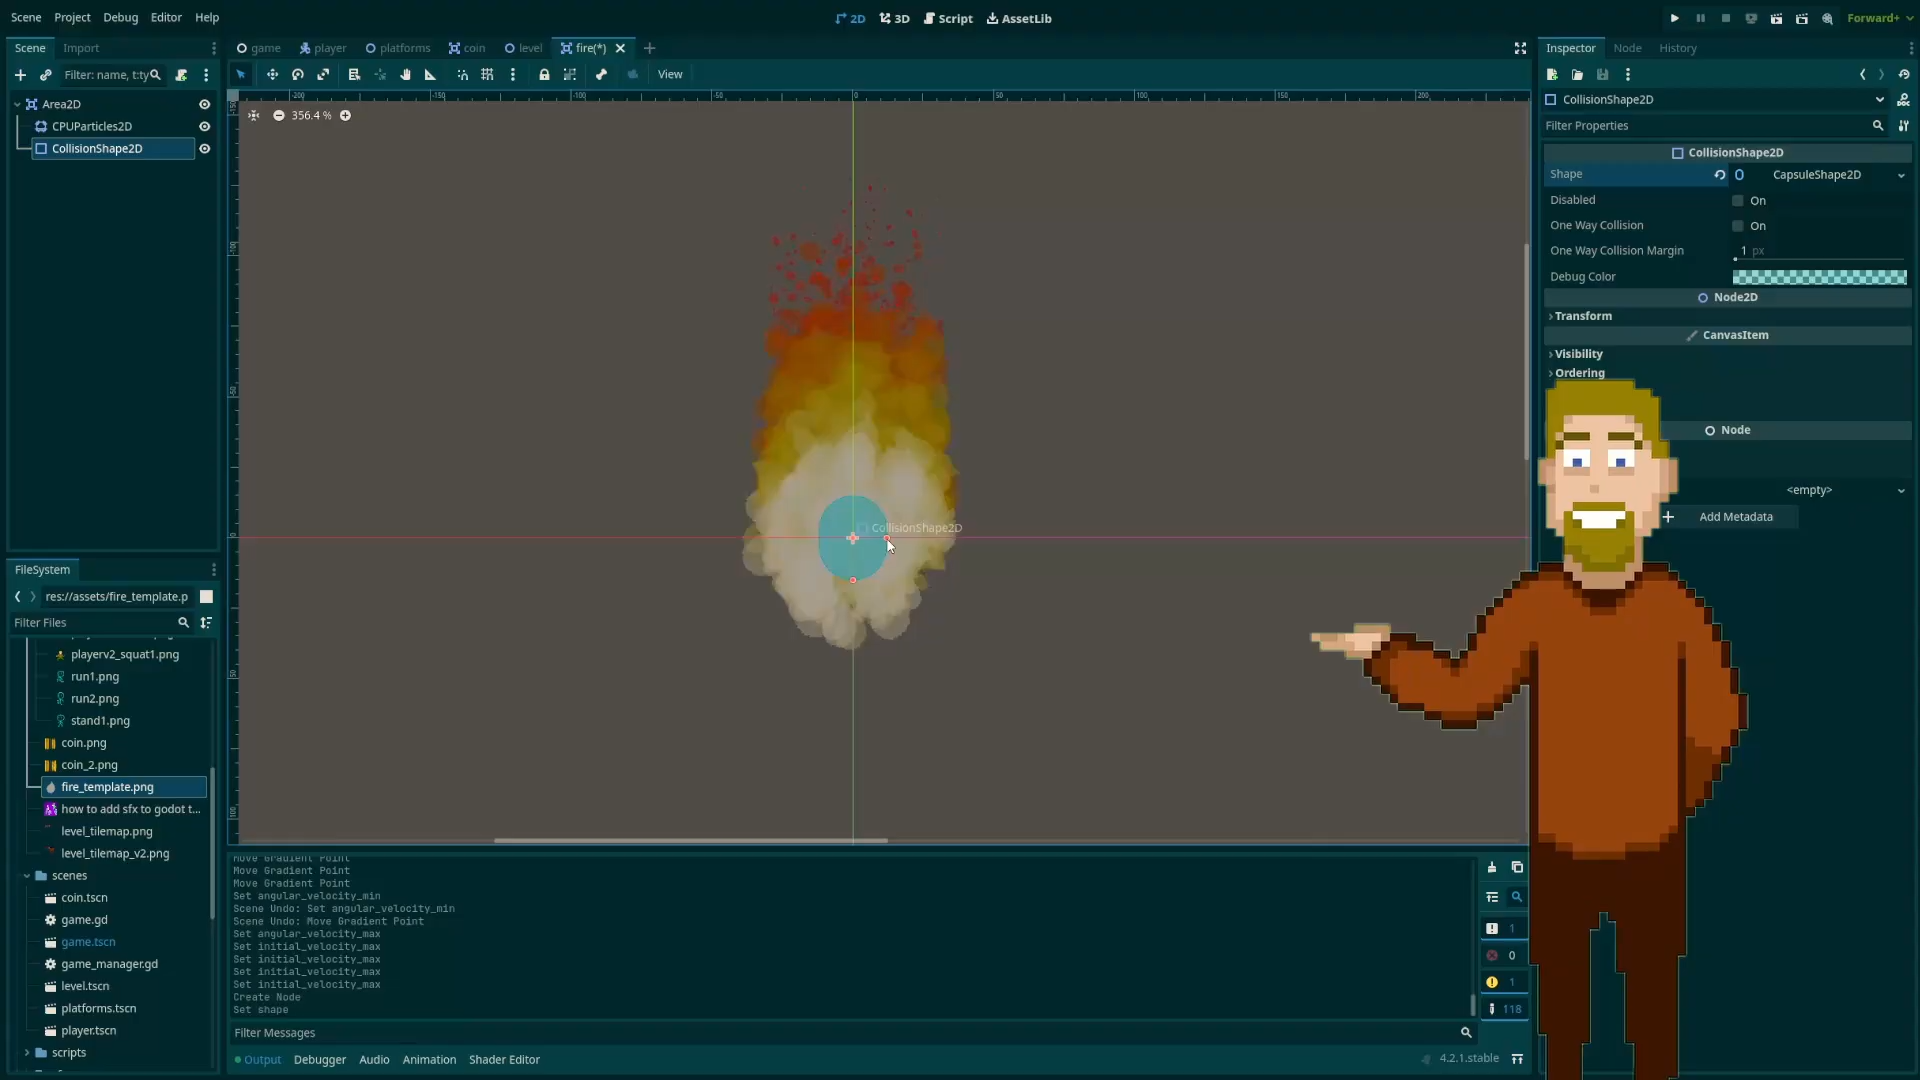 Scene Project Debug Editor Help
2D 3D Script AssetLib
Forward+
Scene Import
game player platforms coin level fire(*)
Inspector Node History
Filter: name, t:ty
View
Area2D
CPUParticles2D
CollisionShape2D
356.4 %
CollisionShape2D
CollisionShape2D
Filter Properties
CollisionShape2D
Shape CapsuleShape2D
Disabled On
One Way Collision On
One Way Collision Margin 1 px
Debug Color
Node2D
Transform
CanvasItem
Visibility
Ordering
Node
<empty>
Add Metadata
FileSystem
res://assets/fire_template.p
Filter Files
playerv2_squat1.png
run1.png
run2.png
stand1.png
coin.png
coin_2.png
fire_template.png
how to add sfx to godot t...
level_tilemap.png
level_tilemap_v2.png
scenes
coin.tscn
game.gd
game.tscn
game_manager.gd
level.tscn
platforms.tscn
player.tscn
scripts
Move Gradient Point
Move Gradient Point
Move Gradient Point
Set angular_velocity_min
Scene Undo: Set angular_velocity_min
Scene Undo: Move Gradient Point
Set angular_velocity_max
Set initial_velocity_max
Set initial_velocity_max
Set initial_velocity_max
Set initial_velocity_max
Create Node
Set shape
1
0
1
118
Filter Messages
Output Debugger Audio Animation Shader Editor
4.2.1.stable